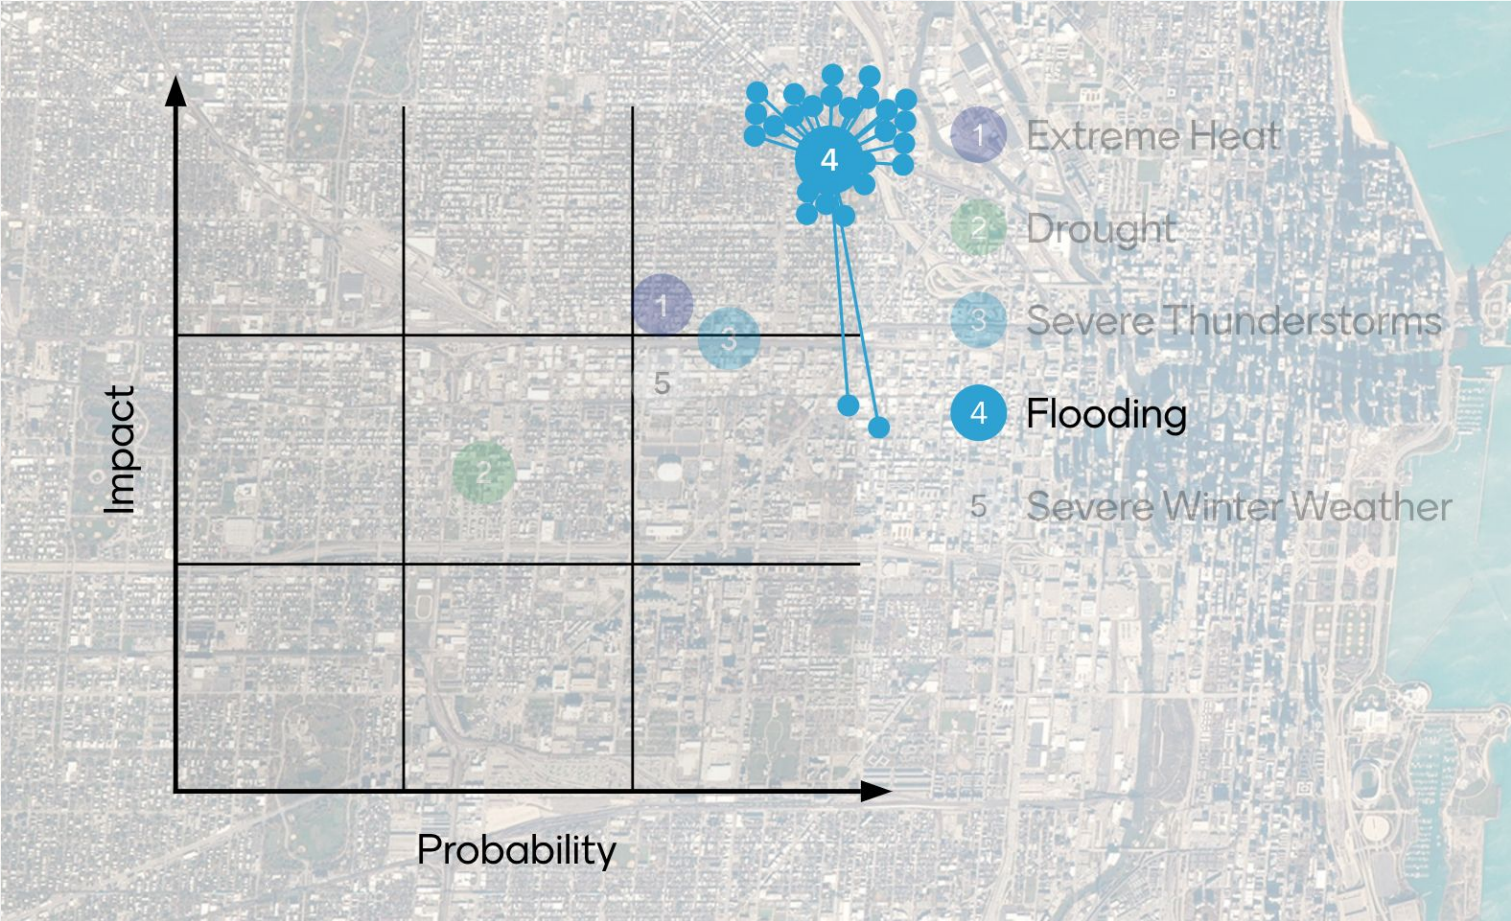 4
1 Extreme Heat
2 Drought
1
3
3 Severe Thunderstorms
5
4 Flooding
Impact
2
5 Severe Winter Weather
Probability